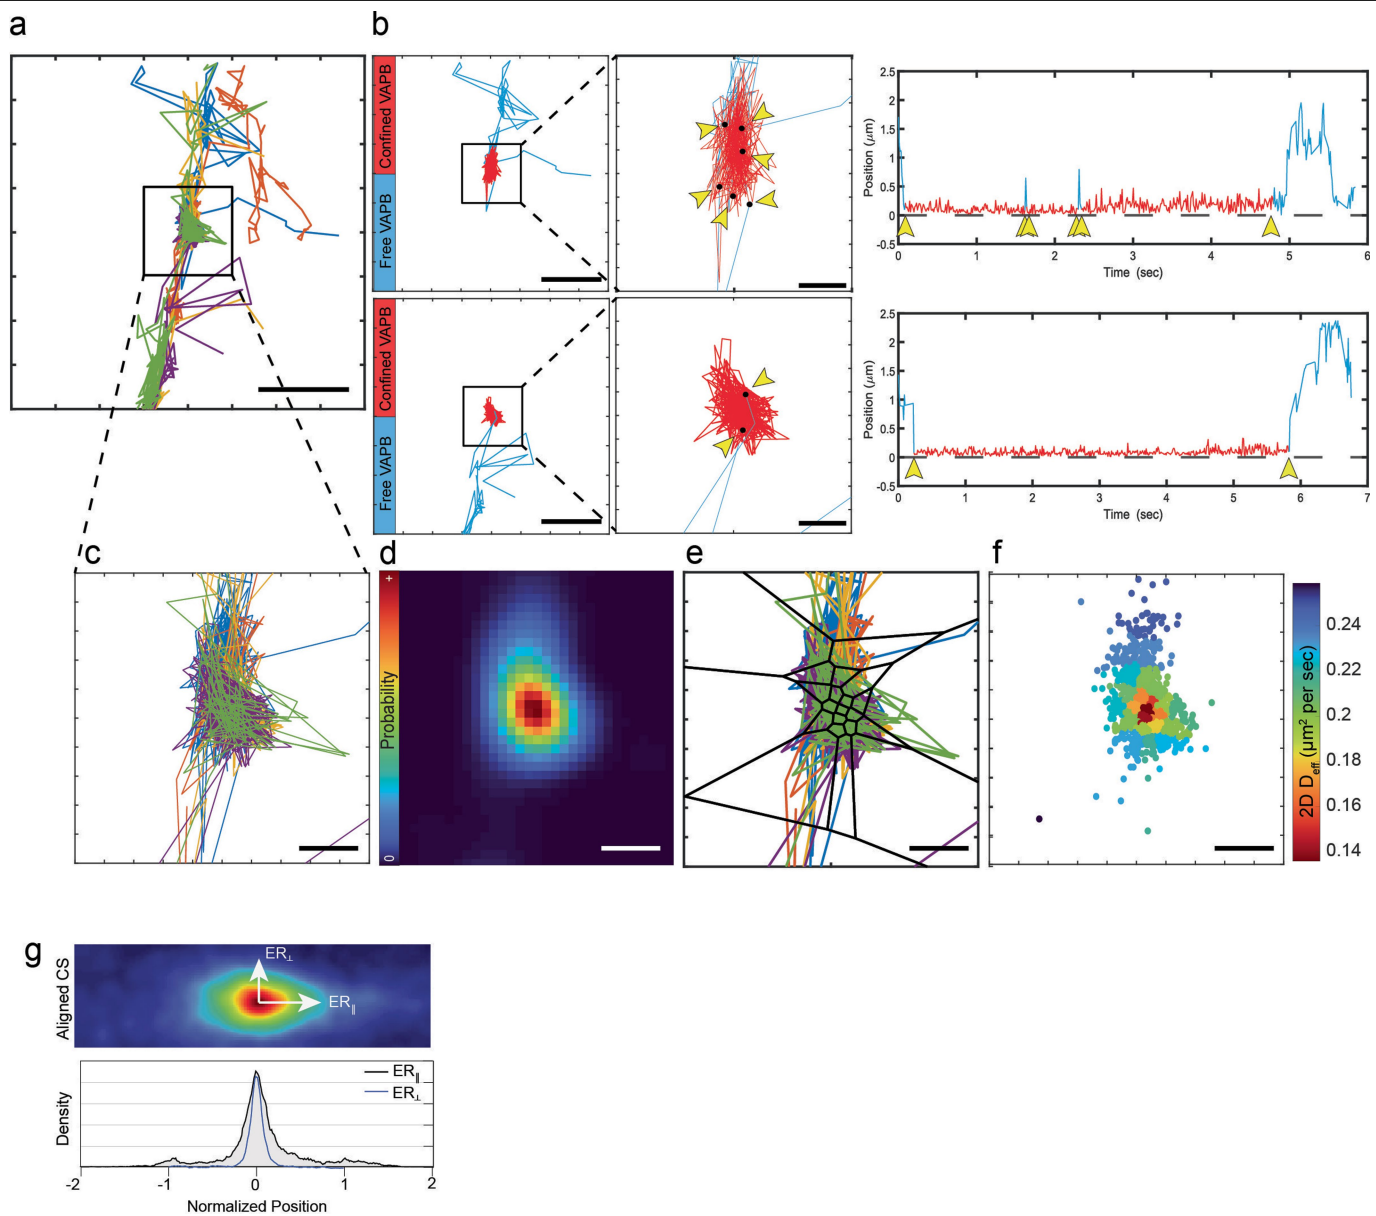 a
b
Confined VAPB
Free VAPB
2.5
2
1.5
1
0.5
0
-0.5
Position (µm)
0
1
2
3
4
5
6
Time (sec)
Confined VAPB
Free VAPB
2.5
2
1.5
1
0.5
0
-0.5
Position (µm)
0
1
2
3
4
5
6
7
Time (sec)
c
d
+
Probability
0
e
f
0.24
0.22
0.2
0.18
0.16
0.14
2D Deff (µm² per sec)
g
Aligned CS
ER⊥
ER∥
Density
ER∥
ER⊥
-2
-1
0
1
2
Normalized Position